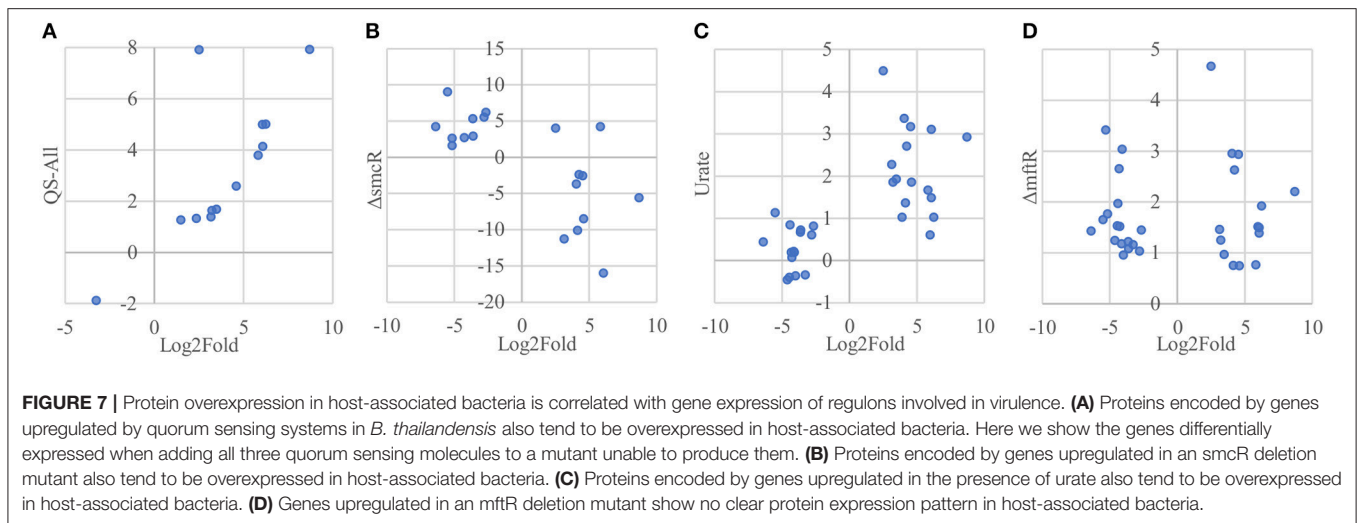 A
QS-All
8
6
4
2
0
-2
-5
0
5
10
Log2Fold
B
ΔsmcR
15
10
5
0
-5
-10
-15
-20
-10
-5
0
5
10
Log2Fold
C
Urate
5
4
3
2
1
0
-1
-10
-5
0
5
10
Log2Fold
D
ΔmftR
5
4
3
2
1
0
-10
-5
0
5
10
Log2Fold
FIGURE 7 | Protein overexpression in host-associated bacteria is correlated with gene expression of regulons involved in virulence. (A) Proteins encoded by genes
upregulated by quorum sensing systems in B. thailandensis also tend to be overexpressed in host-associated bacteria. Here we show the genes differentially
expressed when adding all three quorum sensing molecules to a mutant unable to produce them. (B) Proteins encoded by genes upregulated in an smcR deletion
mutant also tend to be overexpressed in host-associated bacteria. (C) Proteins encoded by genes upregulated in the presence of urate also tend to be overexpressed
in host-associated bacteria. (D) Genes upregulated in an mftR deletion mutant show no clear protein expression pattern in host-associated bacteria.